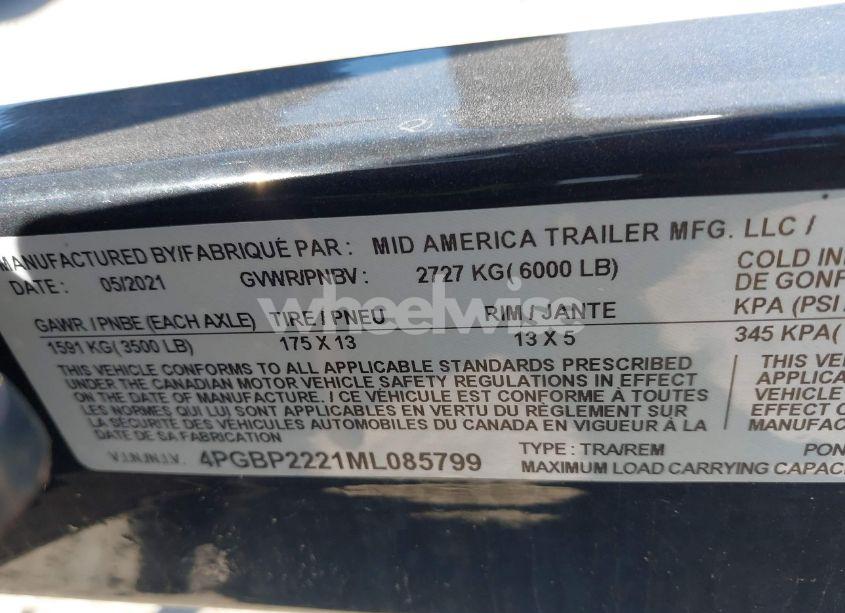 MANUFACTURED BY/FABRIQUÉ PAR: MID AMERICA TRAILER MFG. LLC /
DATE: 05/2021 GVWR/PNBV: 2727 KG( 6000 LB) COLD
DE GONF
GAWR / PNBE (EACH AXLE) TIRE / PNEU RIM / JANTE KPA (PSI /
1591 KG( 3500 LB) 175 X 13 13 X 5 345 KPA(
THIS VEHICLE CONFORMS TO ALL APPLICABLE STANDARDS PRESCRIBED THIS VEHI
UNDER THE CANADIAN MOTOR VEHICLE SAFETY REGULATIONS IN EFFECT APPLICA
ON THE DATE OF MANUFACTURE. / CE VÉHICULE EST CONFORME À TOUTES VEHICLE
LES NORMES QUI LUI SONT APPLICABLES EN VERTU DU RÈGLEMENT SUR EFFECT
LA SÉCURITÉ DES VÉHICULES AUTOMOBILES DU CANADA EN VIGUEUR À LA
DATE DE SA FABRICATION
V.I.N./N.I.V. 4PGBP2221ML085799 TYPE: TRA/REM PON
MAXIMUM LOAD CARRYING CAPAC
wheelwise